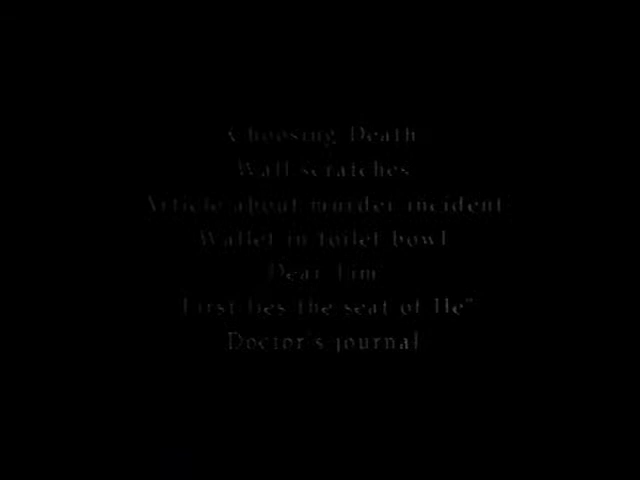 Choosing Death
Wall scratches
Article about murder incident
Wallet in toilet bowl
Dear Jim
First lies the seat of He"
Doctor's journal